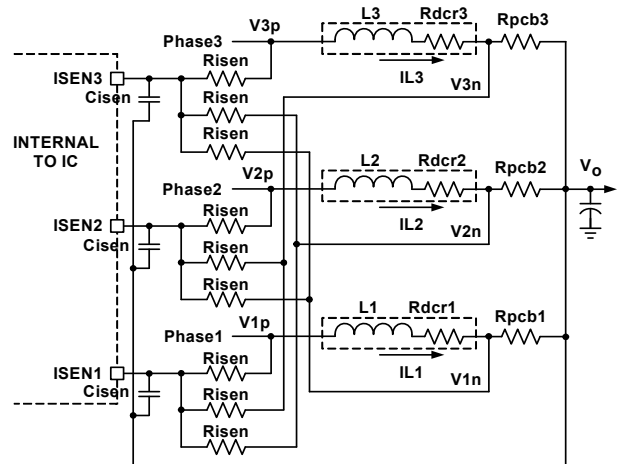 L3 Rdcr3 Rpcb3
V3p
Phase3
Risen
ISEN3
IL3
V3n
Cisen
Risen
Risen
INTERNAL
TO IC
L2 Rdcr2 Rpcb2
V2p
Vo
Phase2
Risen
ISEN2
IL2
V2n
Cisen
Risen
Risen
L1 Rdcr1 Rpcb1
V1p
Phase1
Risen
ISEN1
IL1
V1n
Cisen
Risen
Risen